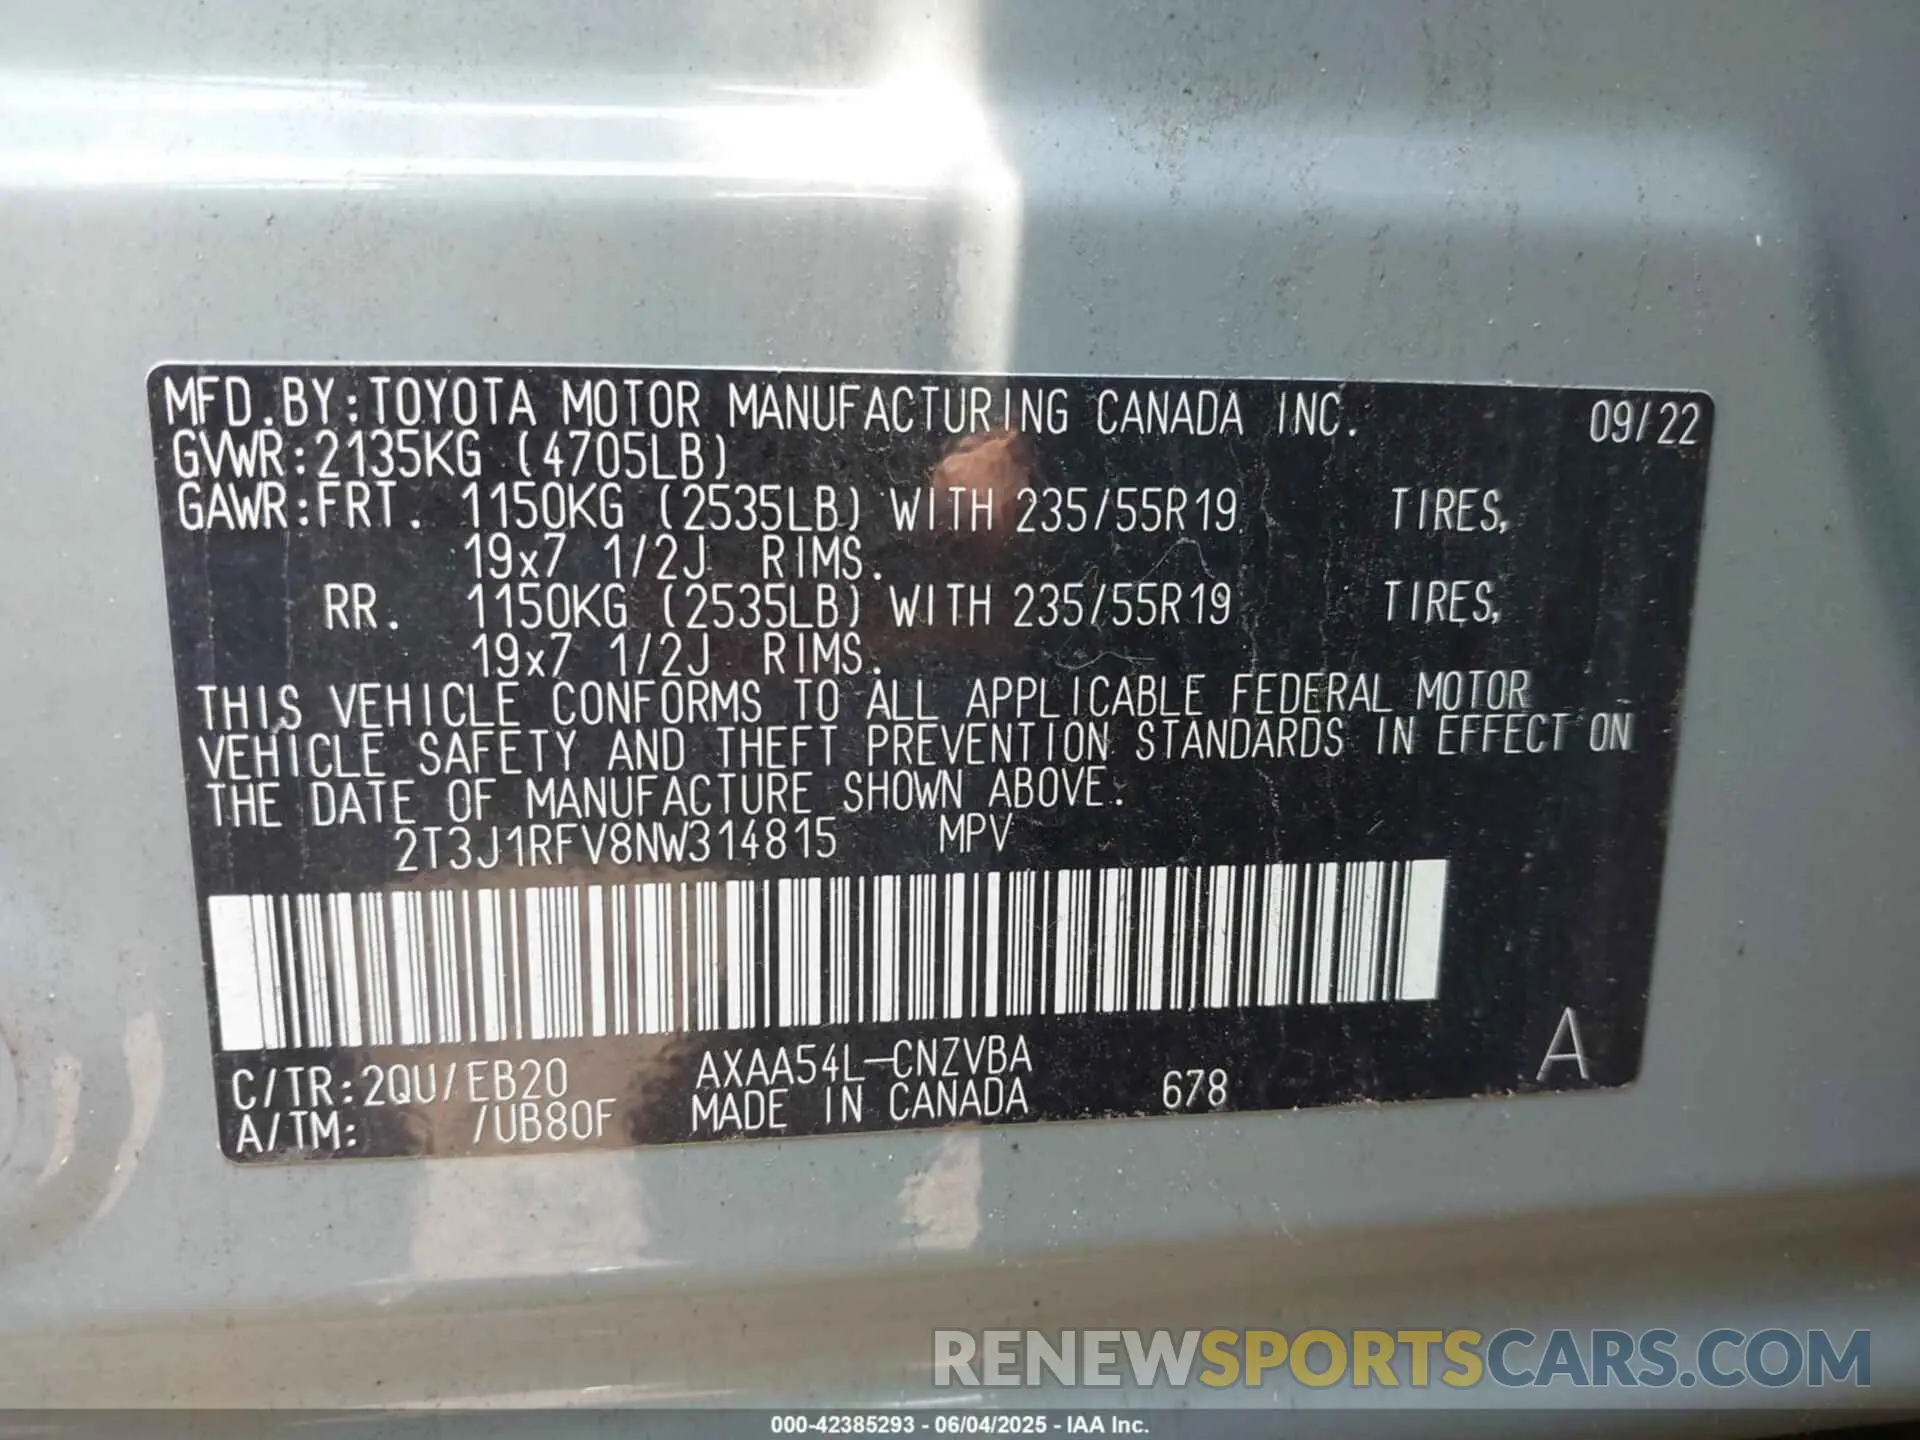 MFD.BY:TOYOTA MOTOR MANUFACTURING CANADA INC. 09/22
GVWR:2135KG (4705LB)
GAWR:FRT. 1150KG (2535LB) WITH 235/55R19 TIRES,
19x7 1/2J RIMS.
RR. 1150KG (2535LB) WITH 235/55R19 TIRES,
19x7 1/2J RIMS.
THIS VEHICLE CONFORMS TO ALL APPLICABLE FEDERAL MOTOR
VEHICLE SAFETY AND THEFT PREVENTION STANDARDS IN EFFECT ON
THE DATE OF MANUFACTURE SHOWN ABOVE.
2T3J1RFV8NW314815 MPV
C/TR:2QU/EB20 AXAA54L-CNZVBA A
A/TM: /UB80F MADE IN CANADA 678
RENEWSPORTSCARS.COM
000-42385293 - 06/04/2025 - IAA Inc.